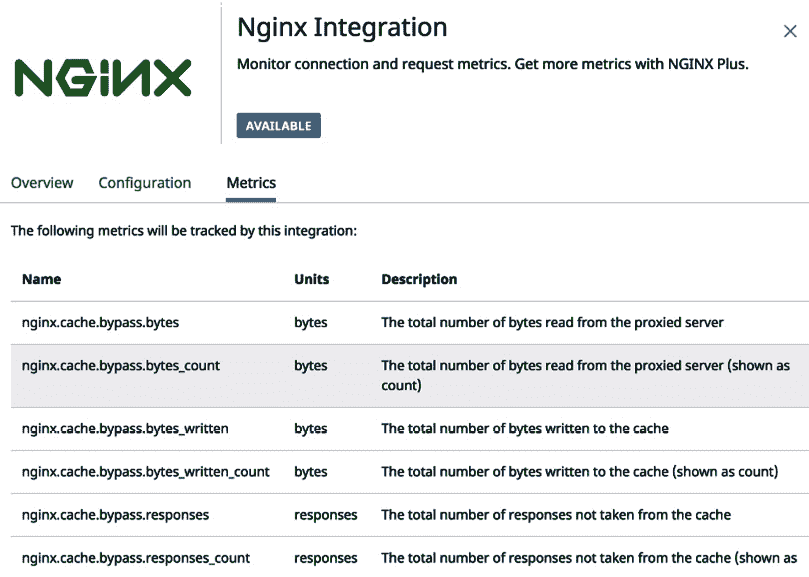 NGINX
Nginx Integration
Monitor connection and request metrics. Get more metrics with NGINX Plus.
AVAILABLE
Overview Configuration Metrics
The following metrics will be tracked by this integration:
Name Units Description
nginx.cache.bypass.bytes bytes The total number of bytes read from the proxied server
nginx.cache.bypass.bytes_count bytes The total number of bytes read from the proxied server (shown as
count)
nginx.cache.bypass.bytes_written bytes The total number of bytes written to the cache
nginx.cache.bypass.bytes_written_count bytes The total number of bytes written to the cache (shown as count)
nginx.cache.bypass.responses responses The total number of responses not taken from the cache
nginx.cache.bypass.responses_count responses The total number of responses not taken from the cache (shown as